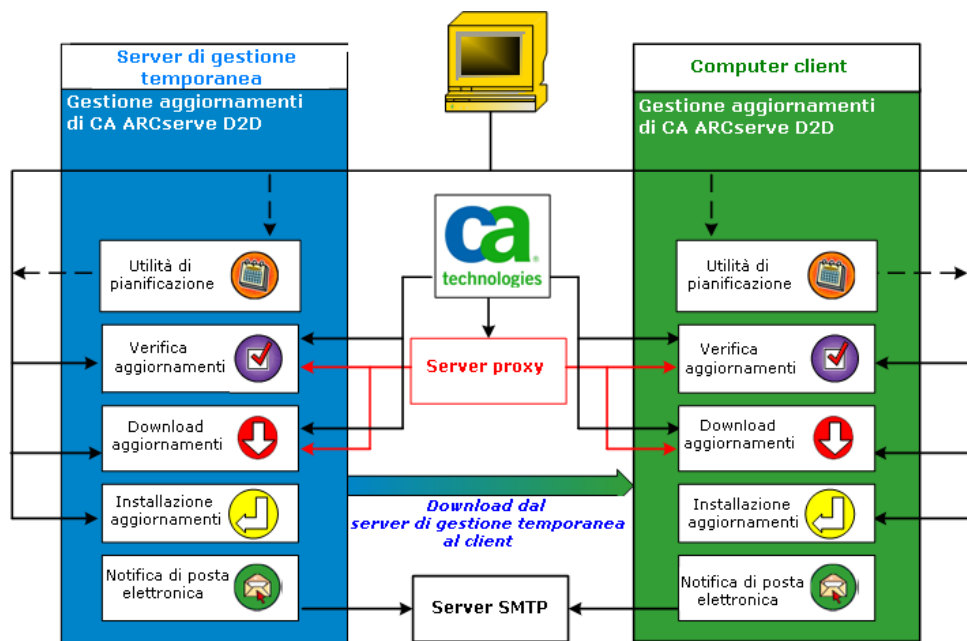 Server di gestione
temporanea
Gestione aggiornamenti
di CA ARCserve D2D
Utilità di
pianificazione
Verifica
aggiornamenti
Download
aggiornamenti
Installazione
aggiornamenti
Notifica di posta
elettronica
ca
technologies
Server proxy
Download dal
server di gestione temporanea
al client
Server SMTP
Computer client
Gestione aggiornamenti
di CA ARCserve D2D
Utilità di
pianificazione
Verifica
aggiornamenti
Download
aggiornamenti
Installazione
aggiornamenti
Notifica di posta
elettronica